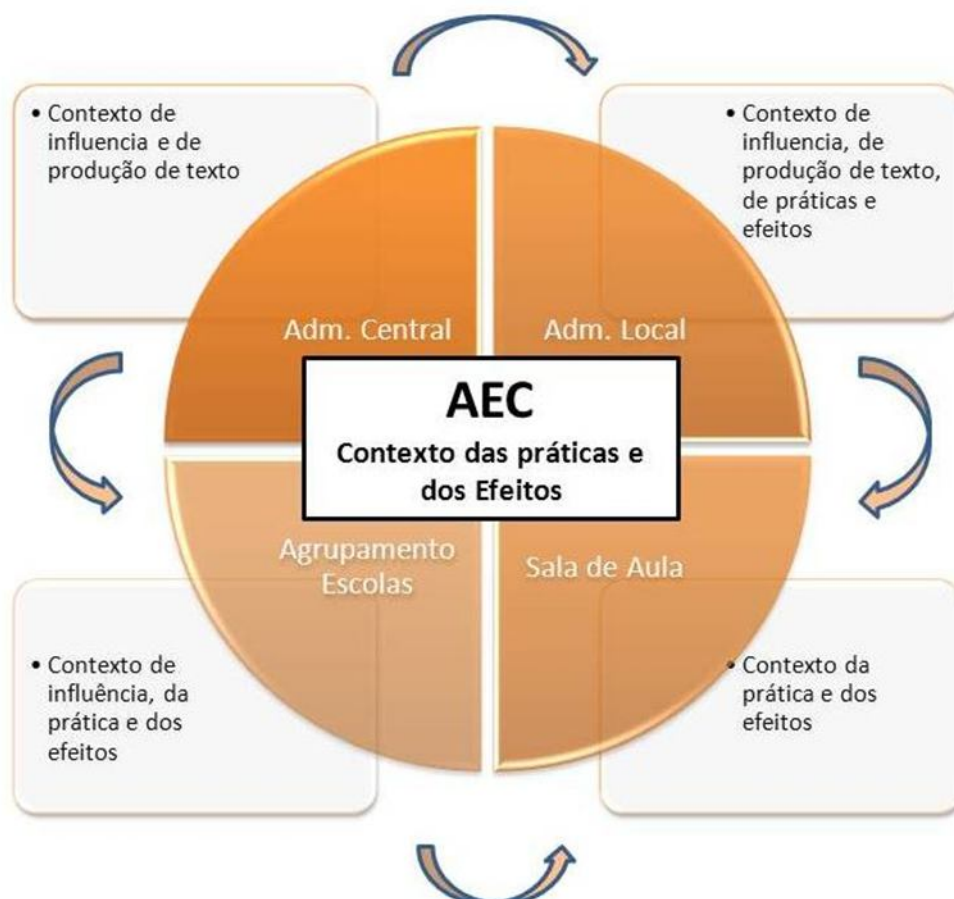 • Contexto de
influencia e de
produção de texto
• Contexto de
influencia, de
produção de texto,
de práticas e
efeitos
Adm. Central
Adm. Local
AEC
Contexto das práticas e
dos Efeitos
Agrupamento
Escolas
Sala de Aula
• Contexto de
influência, da
prática e dos
efeitos
• Contexto da
prática e dos
efeitos